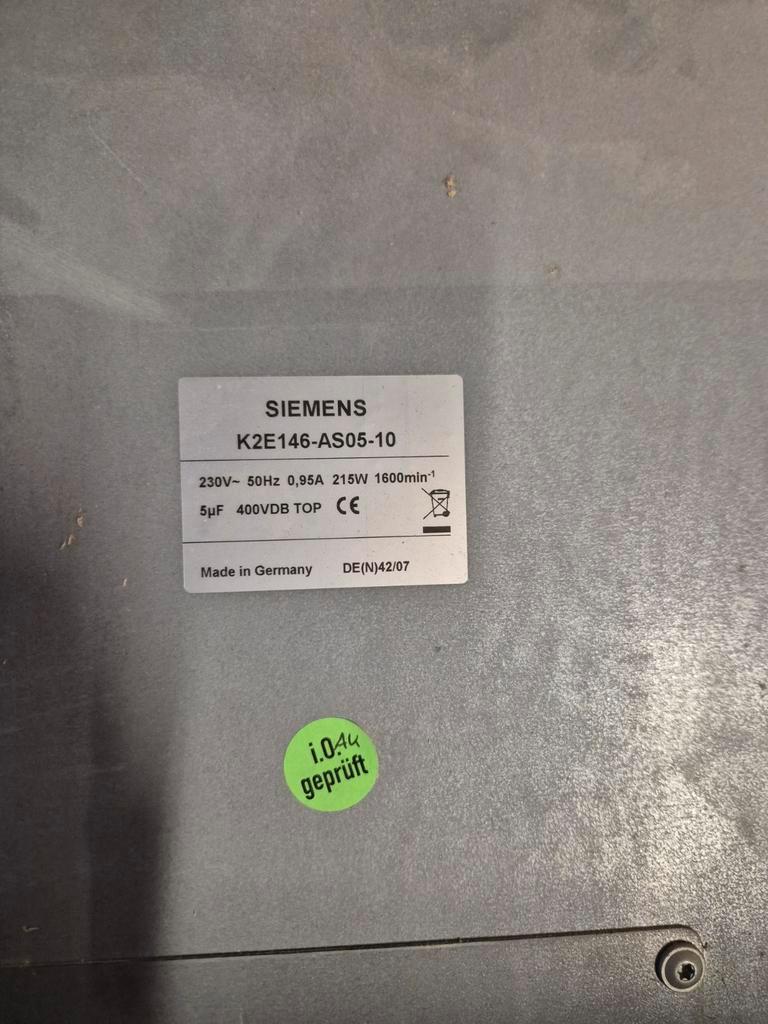 SIEMENS
K2E146-AS05-10
230V~ 50Hz 0,95A 215W 1600min⁻¹
5µF 400VDB TOP CE
Made in Germany DE(N)42/07
i.O.
geprüft